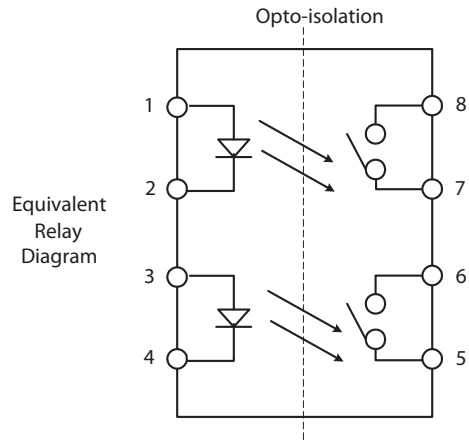 Opto-isolation
1
8
2
7
Equivalent
Relay
Diagram
3
6
4
5